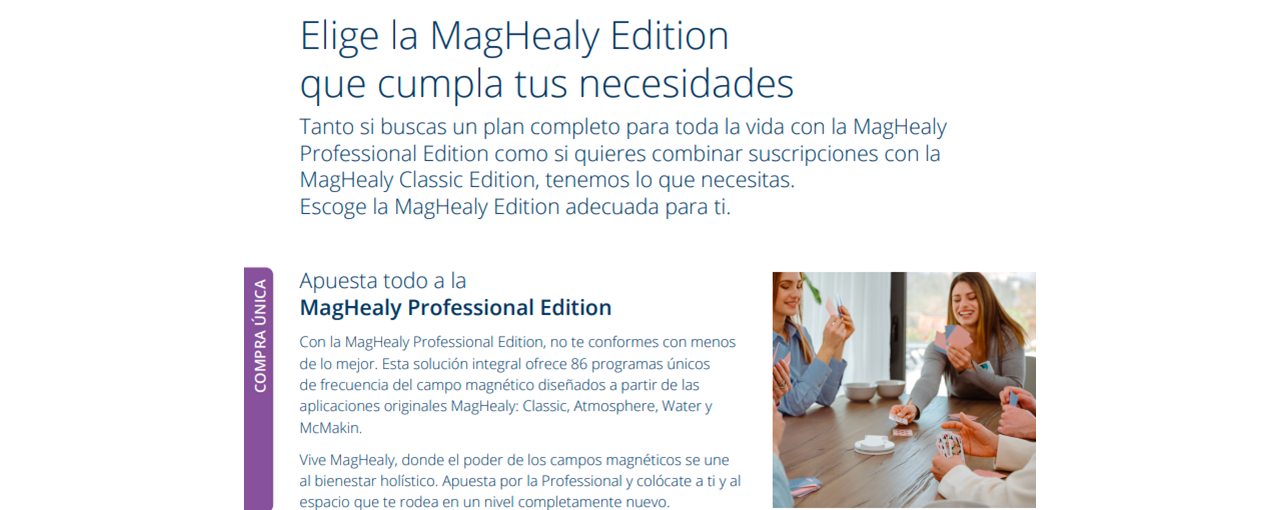 Elige la MagHealy Edition
que cumpla tus necesidades
Tanto si buscas un plan completo para toda la vida con la MagHealy
Professional Edition como si quieres combinar suscripciones con la
MagHealy Classic Edition, tenemos lo que necesitas.
Escoge la MagHealy Edition adecuada para ti.
COMPRA ÚNICA
Apuesta todo a la
MagHealy Professional Edition
Con la MagHealy Professional Edition, no te conformes con menos
de lo mejor. Esta solución integral ofrece 86 programas únicos
de frecuencia del campo magnético diseñados a partir de las
aplicaciones originales MagHealy: Classic, Atmosphere, Water y
McMakin.
Vive MagHealy, donde el poder de los campos magnéticos se une
al bienestar holístico. Apuesta por la Professional y colócate a ti y al
espacio que te rodea en un nivel completamente nuevo.